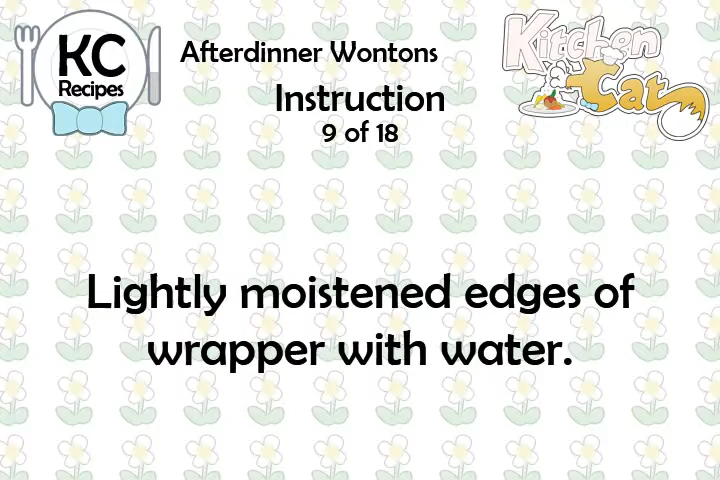 KC
Recipes
Afterdinner Wontons
Instruction
9 of 18
Kitchen
Cat
Lightly moistened edges of
wrapper with water.